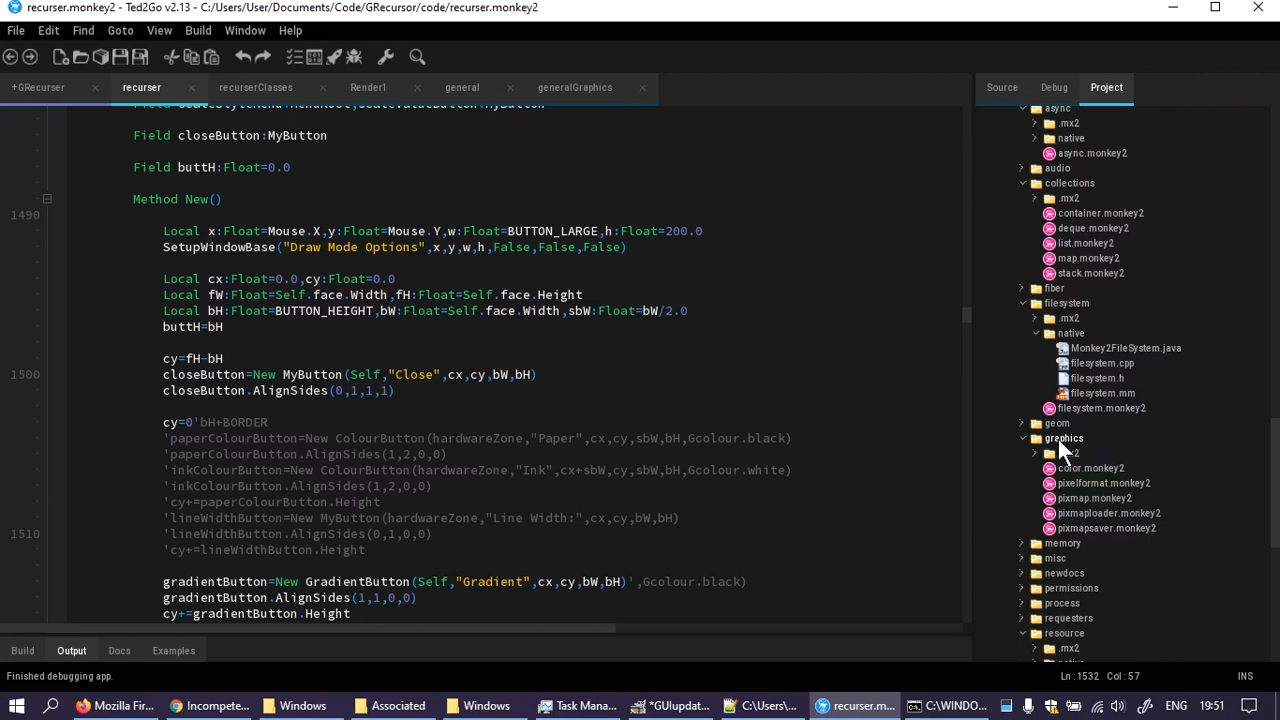 recurser.monkey2 - Ted2Go v2.13 - C:/Users/User/Documents/Code/GRecursor/code/recurser.monkey2
File Edit Find Goto View Build Window Help
+GRecurser recurser recurserClasses Render1 general generalGraphics
Source Debug Project
Field closeButton:MyButton
Field buttH:Float=0.0
Method New()
1490
Local x:Float=Mouse.X,y:Float=Mouse.Y,w:Float=BUTTON_LARGE,h:Float=200.0
SetupWindowBase("Draw Mode Options",x,y,w,h,False,False,False)
Local cx:Float=0.0,cy:Float=0.0
Local fW:Float=Self.face.Width,fH:Float=Self.face.Height
Local bH:Float=BUTTON_HEIGHT,bW:Float=Self.face.Width,sbW:Float=bW/2.0
buttH=bH
cy=fH-bH
1500 closeButton=New MyButton(Self,"Close",cx,cy,bW,bH)
closeButton.AlignSides(0,1,1,1)
cy=0'bH+BORDER
'paperColourButton=New ColourButton(hardwareZone,"Paper",cx,cy,sbW,bH,Gcolour.black)
'paperColourButton.AlignSides(1,2,0,0)
'inkColourButton=New ColourButton(hardwareZone,"Ink",cx+sbW,cy,sbW,bH,Gcolour.white)
'inkColourButton.AlignSides(1,2,0,0)
'cy+=paperColourButton.Height
'lineWidthButton=New MyButton(hardwareZone,"Line Width:",cx,cy,bW,bH)
1510 'lineWidthButton.AlignSides(0,1,0,0)
'cy+=lineWidthButton.Height
gradientButton=New GradientButton(Self,"Gradient",cx,cy,bW,bH)',Gcolour.black)
gradientButton.AlignSides(1,1,0,0)
cy+=gradientButton.Height
async
.mx2
native
async.monkey2
audio
collections
.mx2
container.monkey2
deque.monkey2
list.monkey2
map.monkey2
stack.monkey2
fiber
filesystem
.mx2
native
Monkey2FileSystem.java
filesystem.cpp
filesystem.h
filesystem.mm
filesystem.monkey2
geom
graphics
color.monkey2
pixelformat.monkey2
pixmap.monkey2
pixmaploader.monkey2
pixmapsaver.monkey2
memory
misc
newdocs
permissions
process
requesters
resource
.mx2
Build Output Docs Examples
Finished debugging app. Ln:1532 Col:57 INS
Mozilla Fir... Incompete... Windows Associated Windows Task Mana... *GUIupdat... C:\Users\... recurser.m... C:\WINDO... ENG 19:51